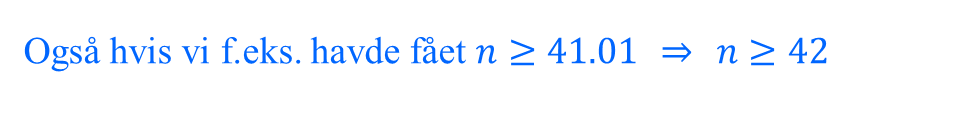 Også hvis vi f.eks. havde fået n ≥ 41.01 ⇒ n ≥ 42